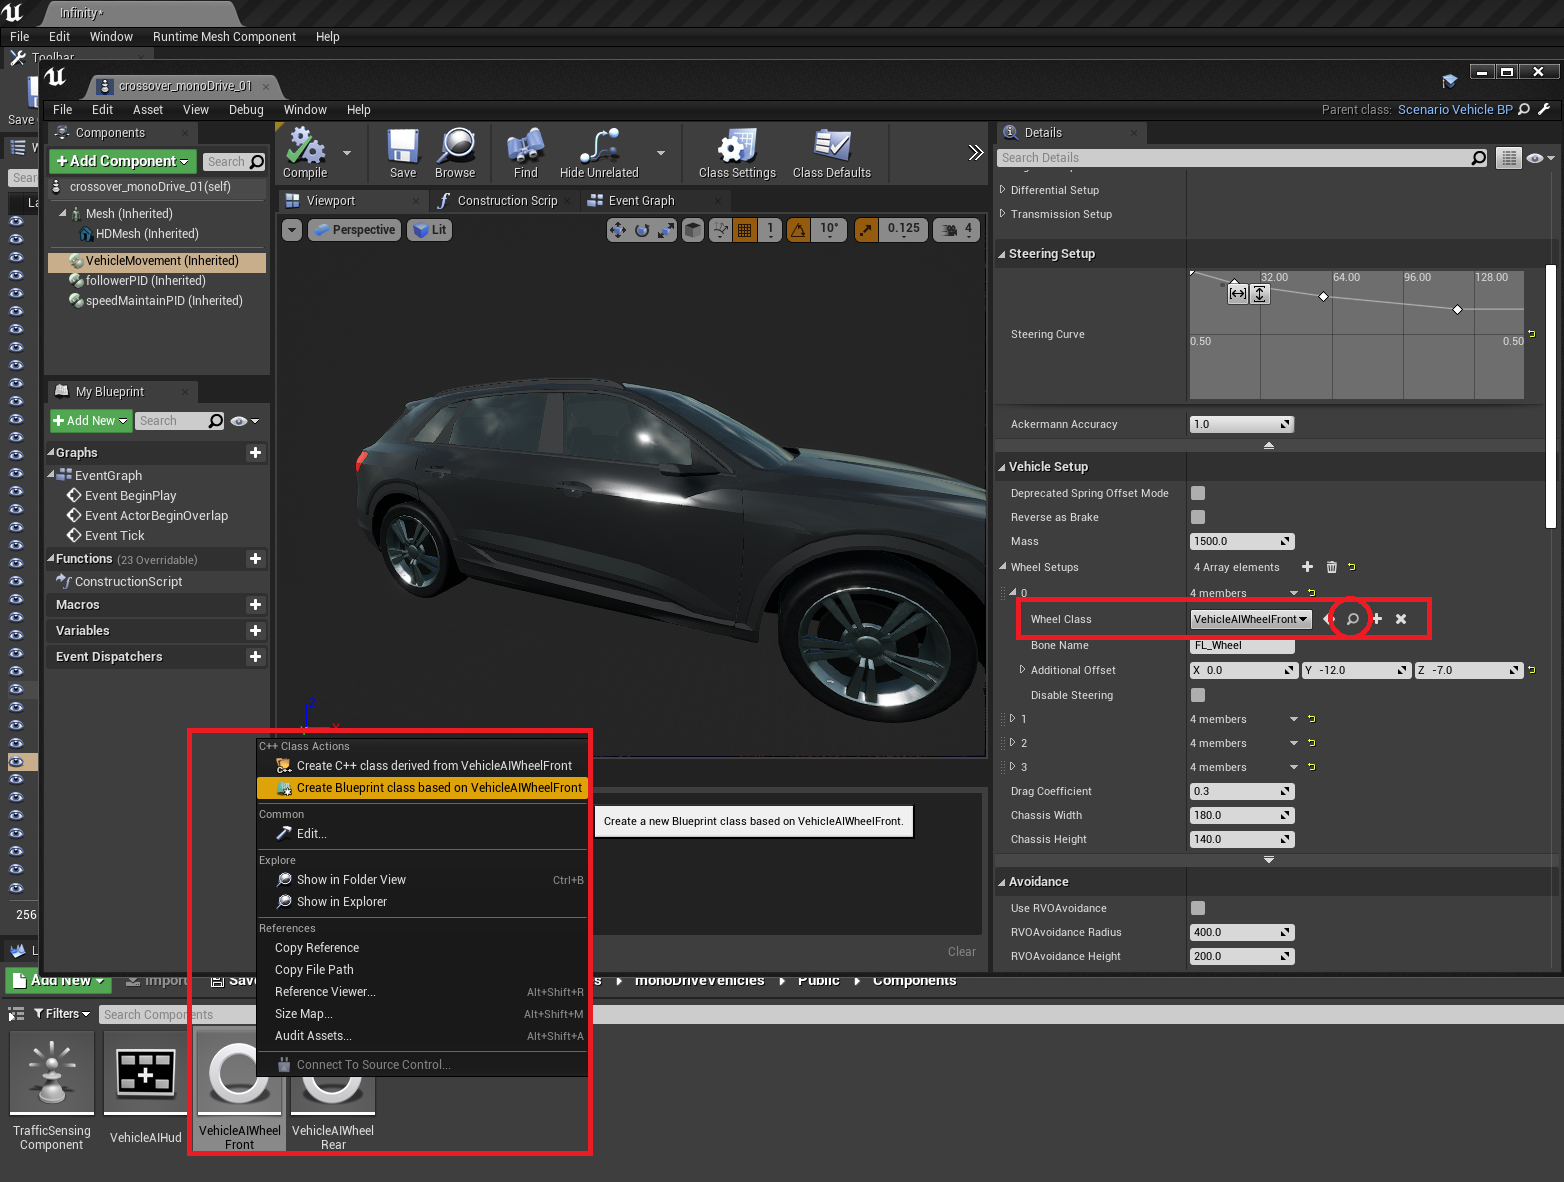 Infinity*
File Edit Window Runtime Mesh Component Help
Toolbar
crossover_monoDrive_01
File Edit Asset View Debug Window Help
Parent class: Scenario Vehicle BP
Save
Components
+Add Component
Search
crossover_monoDrive_01(self)
Mesh (Inherited)
HDMesh (Inherited)
VehicleMovement (Inherited)
followerPID (Inherited)
speedMaintainPID (Inherited)
My Blueprint
+Add New
Search
Graphs
EventGraph
Event BeginPlay
Event ActorBeginOverlap
Event Tick
Functions (23 Overridable)
ConstructionScript
Macros
Variables
Event Dispatchers
256
Compile
Save
Browse
Find
Hide Unrelated
Class Settings
Class Defaults
Viewport
Construction Scrip
Event Graph
Perspective
Lit
1
10°
0.125
4
Z
X
Details
Search Details
Differential Setup
Transmission Setup
Steering Setup
32.00 64.00 96.00 128.00
Steering Curve
0.50 0.50
Ackermann Accuracy 1.0
Vehicle Setup
Deprecated Spring Offset Mode
Reverse as Brake
Mass 1500.0
Wheel Setups 4 Array elements
0 4 members
Wheel Class VehicleAIWheelFront
Bone Name FL_Wheel
Additional Offset X 0.0 Y -12.0 Z -7.0
Disable Steering
1 4 members
2 4 members
3 4 members
Drag Coefficient 0.3
Chassis Width 180.0
Chassis Height 140.0
Avoidance
Use RVOAvoidance
RVOAvoidance Radius 400.0
RVOAvoidance Height 200.0
C++ Class Actions
Create C++ class derived from VehicleAIWheelFront
Create Blueprint class based on VehicleAIWheelFront
Common
Edit...
Explore
Show in Folder View Ctrl+B
Show in Explorer
References
Copy Reference
Copy File Path
Reference Viewer... Alt+Shift+R
Size Map... Alt+Shift+M
Audit Assets... Alt+Shift+A
Connect To Source Control...
Create a new Blueprint class based on VehicleAIWheelFront.
Clear
Add New
Import
monoDriveVehicles
Public
Components
Filters
Search Components
TrafficSensing
Component
VehicleAIHud
VehicleAIWheel
Front
VehicleAIWheel
Rear